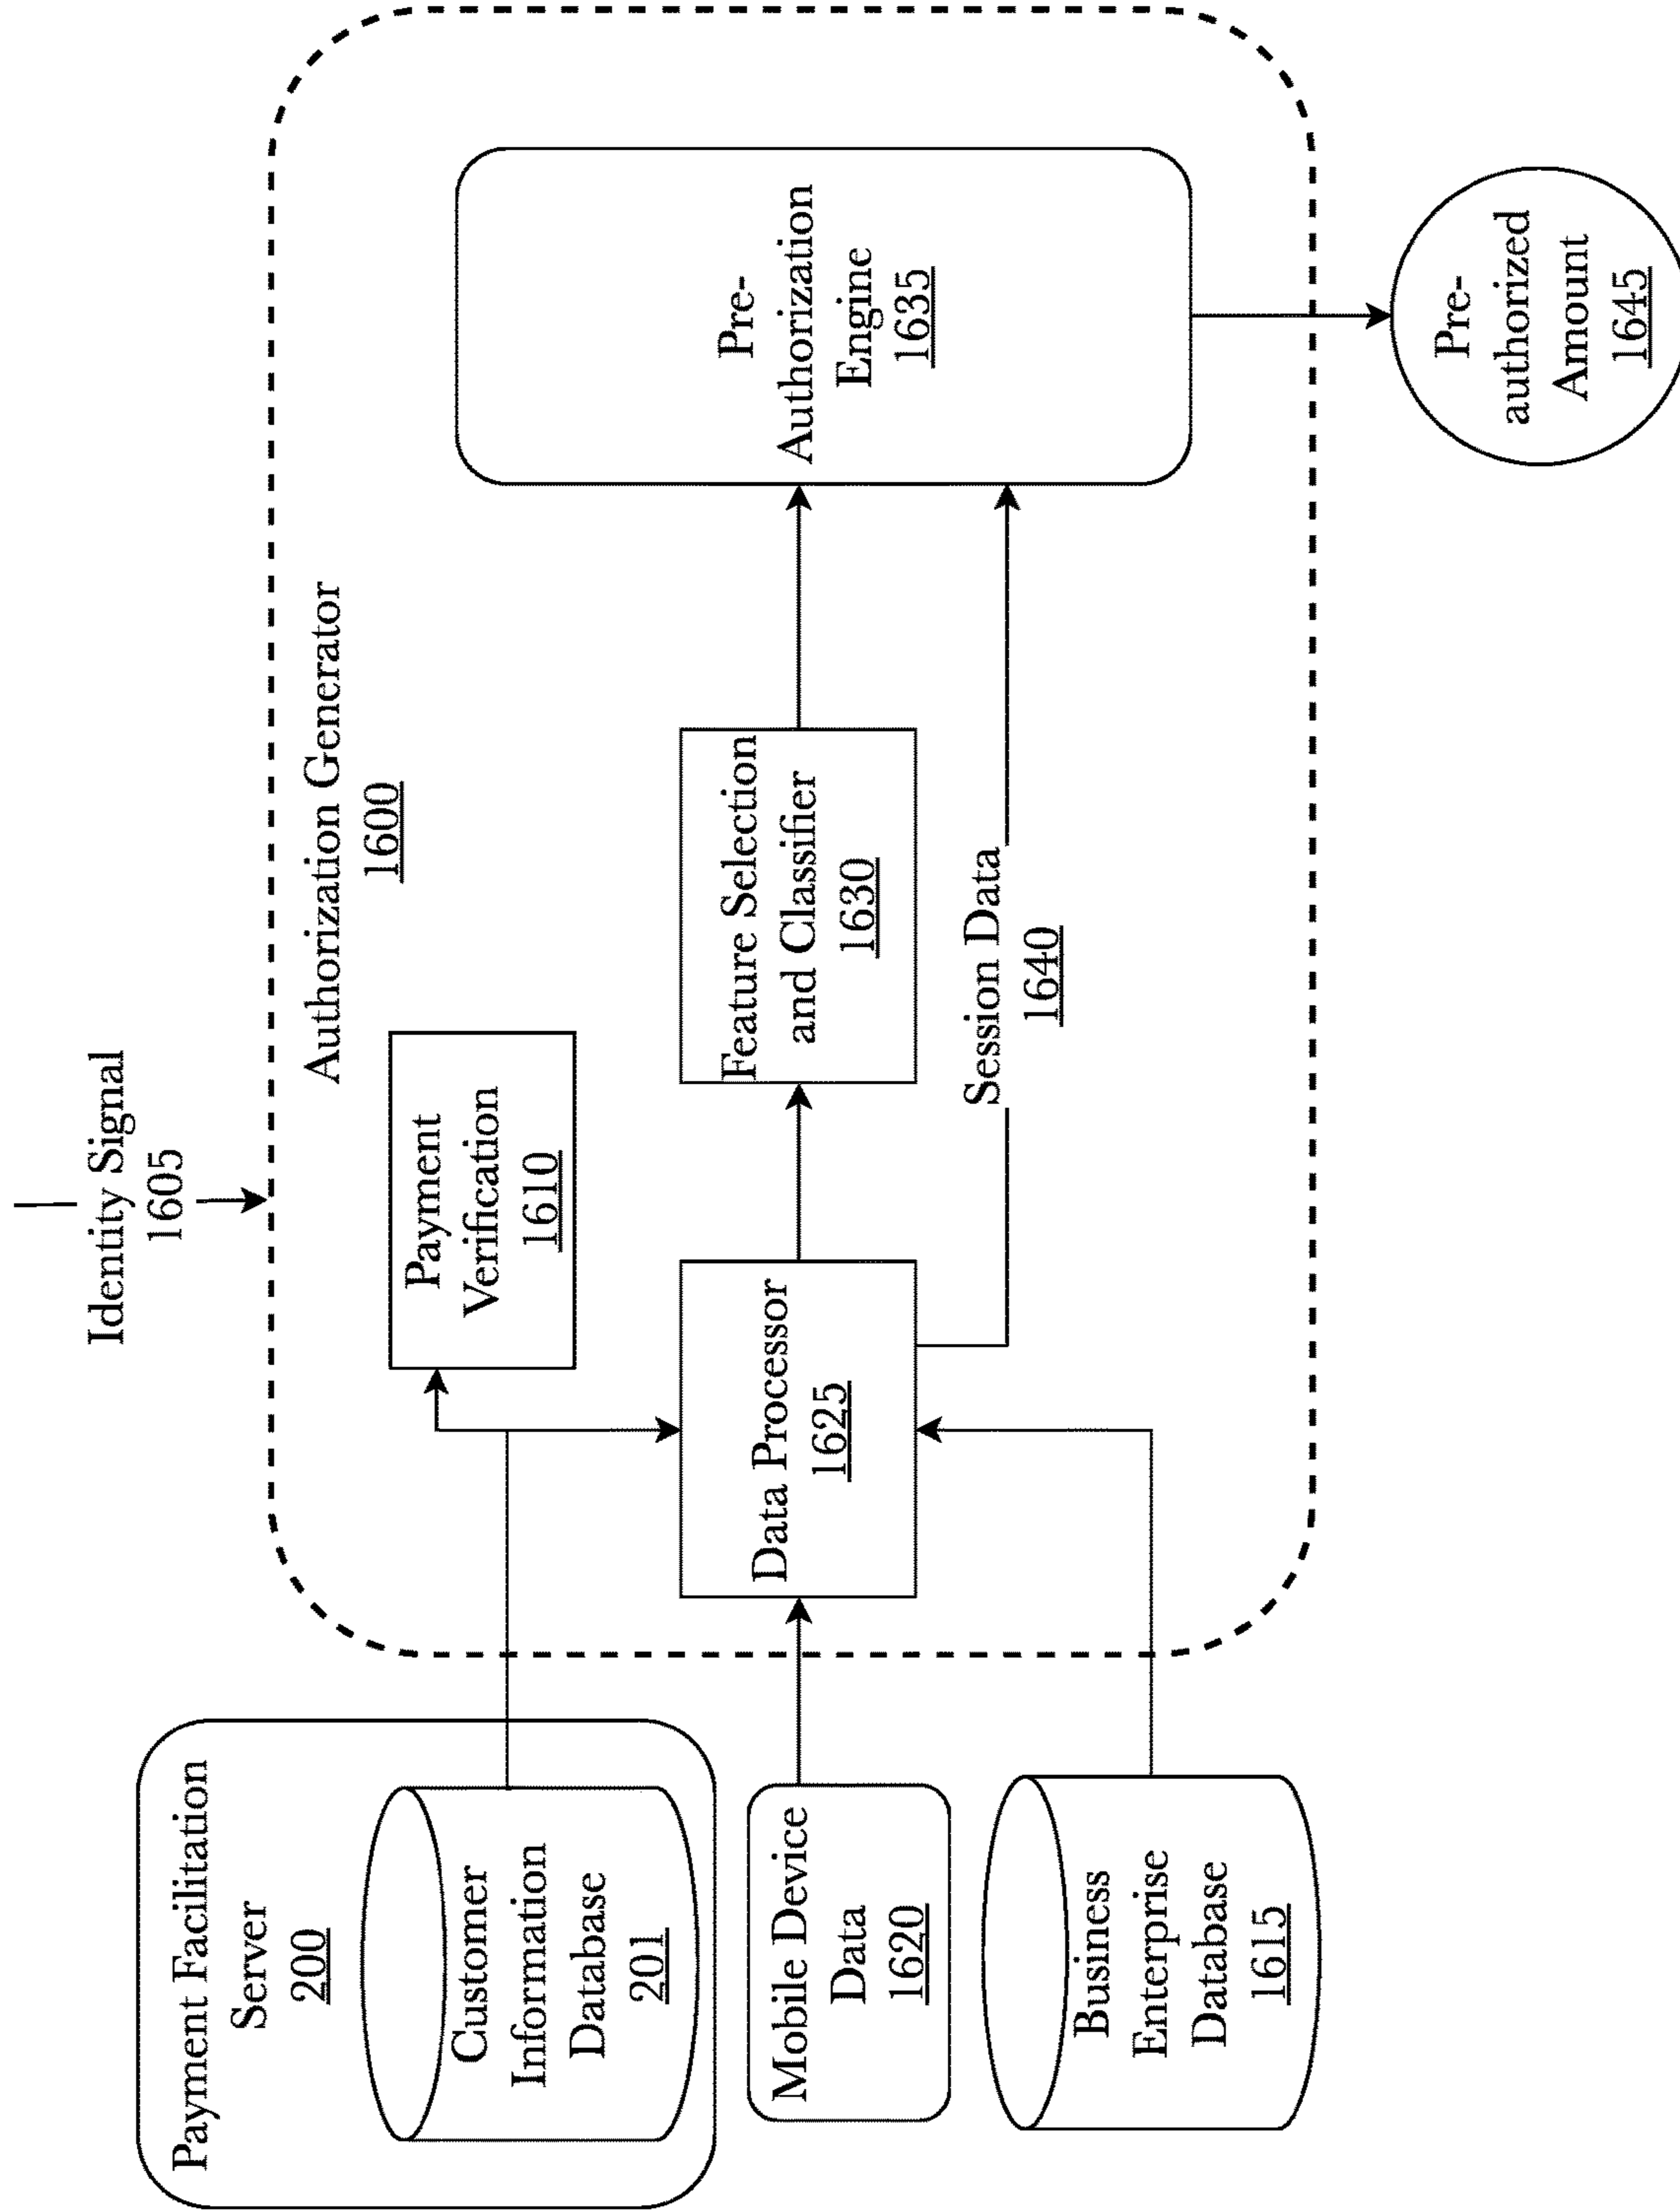 Identity Signal
1605
Authorization Generator
1600
Payment Facilitation
Server
200
Customer
Information
Database
201
Payment
Verification
1610
Mobile Device
Data
1620
Data Processor
1625
Feature Selection
and Classifier
1630
Pre-
Authorization
Engine
1635
Session Data
1640
Business
Enterprise
Database
1615
Pre-
authorized
Amount
1645